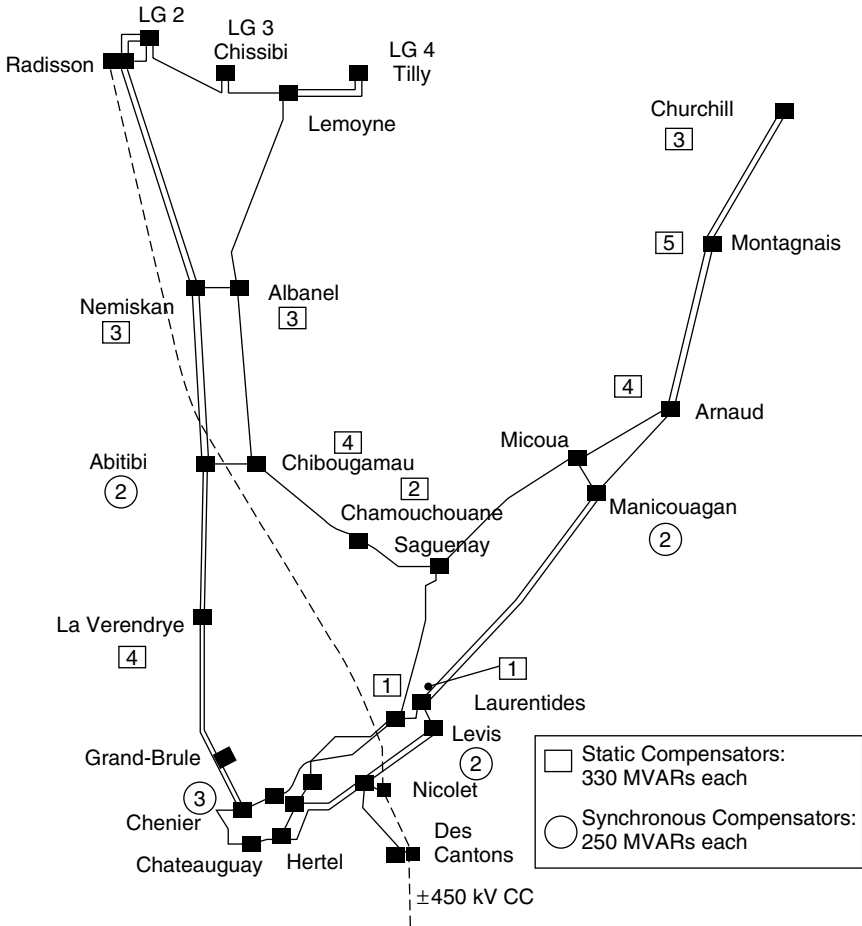 LG 2
LG 3
Chissibi
LG 4
Tilly
Radisson
Lemoyne
Churchill
3
5
Montagnais
Nemiskan
3
Albanel
3
4
Arnaud
Micoua
4
Chibougamau
Abitibi
2
2
Chamouchouane
Saguenay
Manicouagan
2
La Verendrye
4
1
1
Laurentides
Levis
2
Grand-Brule
3
Chenier
Nicolet
Chateauguay
Hertel
Des
Cantons
±450 kV CC
Static Compensators:
330 MVARs each
Synchronous Compensators:
250 MVARs each